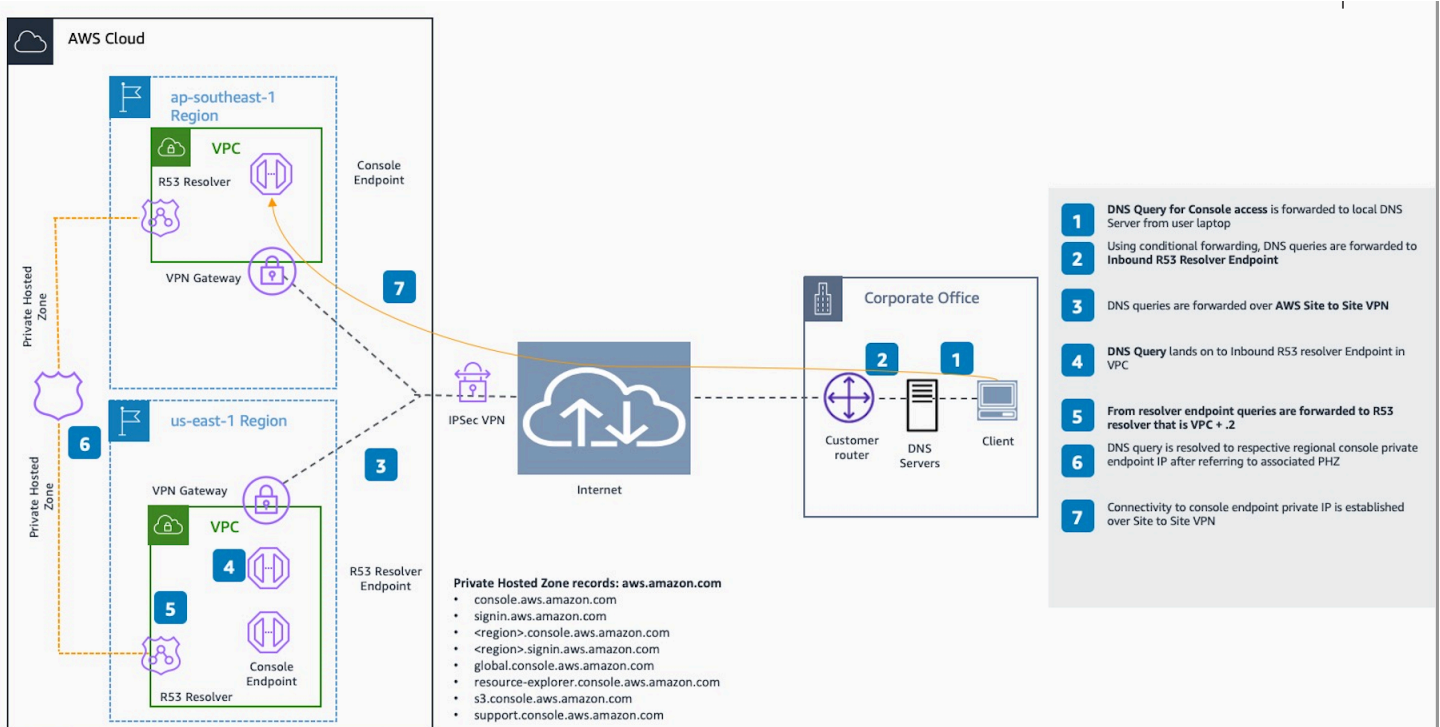 AWS Cloud
ap-southeast-1
Region
VPC
R53 Resolver
Console
Endpoint
VPN Gateway
7
Private Hosted
Zone
6
Private Hosted
Zone
us-east-1 Region
VPN Gateway
3
VPC
4
R53 Resolver
Endpoint
5
Console
Endpoint
R53 Resolver
IPSec VPN
Internet
Corporate Office
2
1
Customer
router
DNS
Servers
Client
Private Hosted Zone records: aws.amazon.com
• console.aws.amazon.com
• signin.aws.amazon.com
• <region>.console.aws.amazon.com
• <region>.signin.aws.amazon.com
• global.console.aws.amazon.com
• resource-explorer.console.aws.amazon.com
• s3.console.aws.amazon.com
• support.console.aws.amazon.com
1
DNS Query for Console access is forwarded to local DNS
Server from user laptop
2
Using conditional forwarding, DNS queries are forwarded to
Inbound R53 Resolver Endpoint
3
DNS queries are forwarded over AWS Site to Site VPN
4
DNS Query lands on to Inbound R53 resolver Endpoint in
VPC
5
From resolver endpoint queries are forwarded to R53
resolver that is VPC + .2
6
DNS query is resolved to respective regional console private
endpoint IP after referring to associated PHZ
7
Connectivity to console endpoint private IP is established
over Site to Site VPN